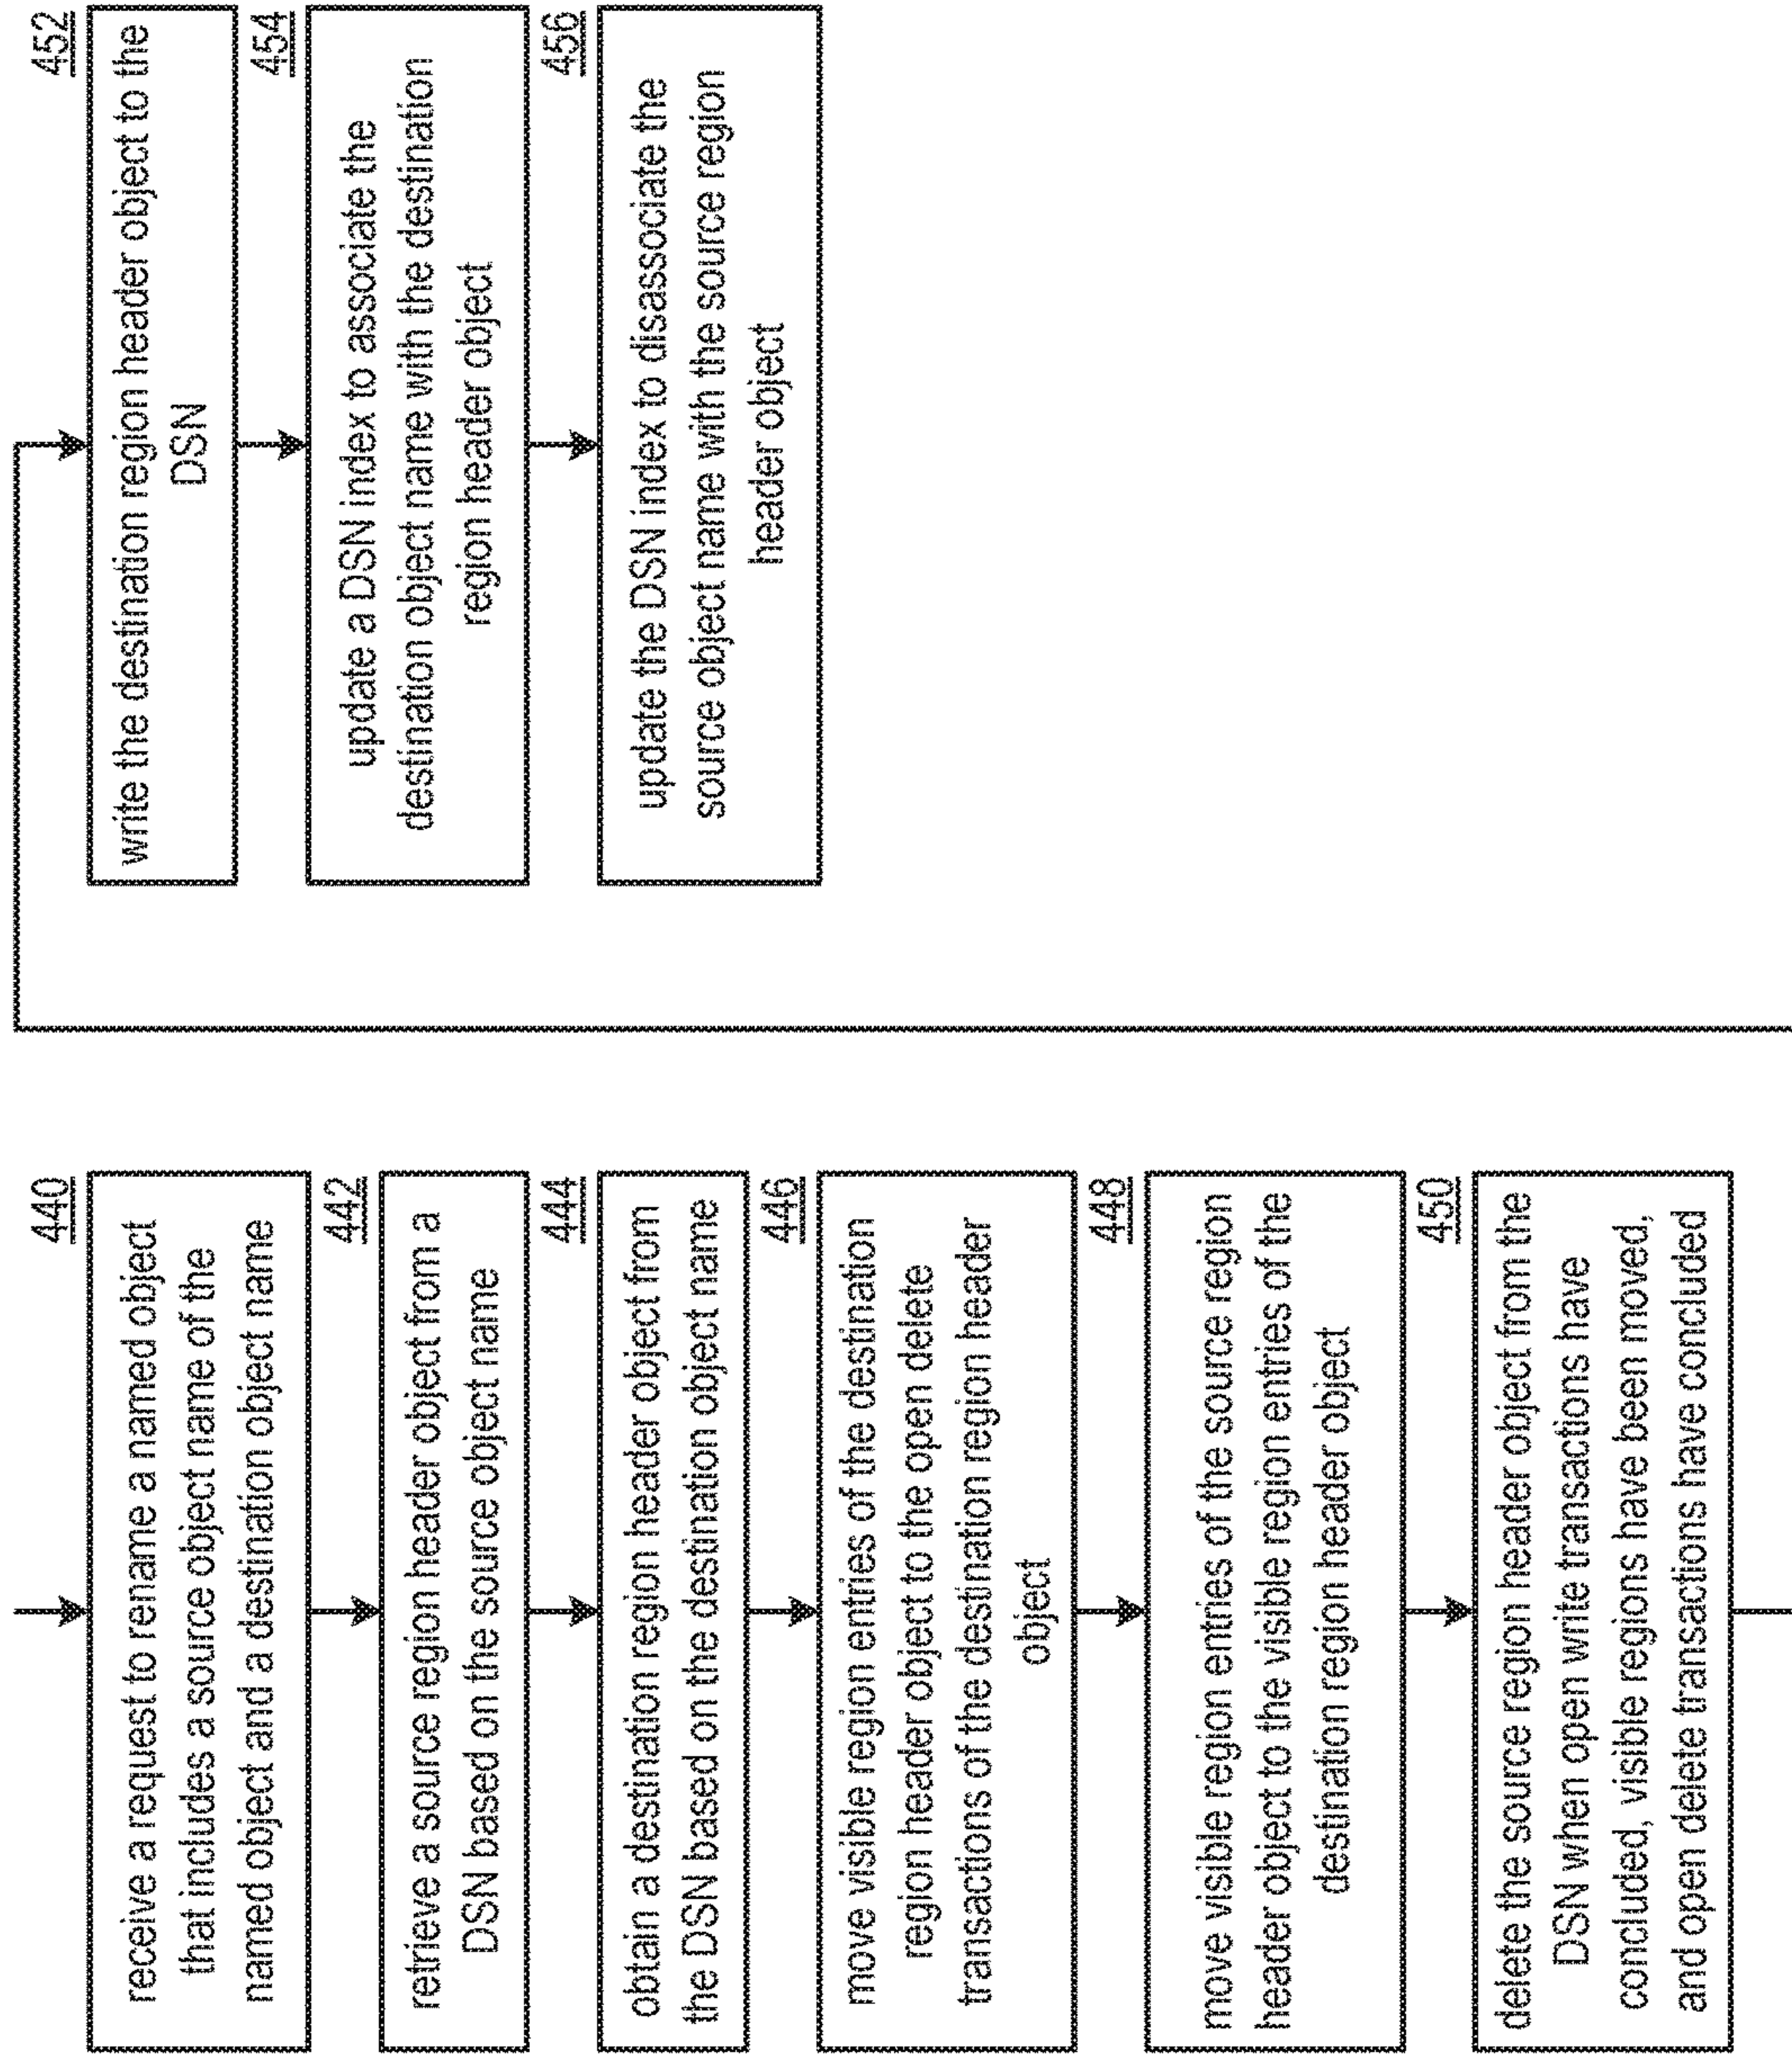 440
receive a request to rename a named object
that includes a source object name of the
named object and a destination object name
442
retrieve a source region header object from a
DSN based on the source object name
444
obtain a destination region header object from
the DSN based on the destination object name
446
move visible region entries of the destination
region header object to the open delete
transactions of the destination region header
object
448
move visible region entries of the source region
header object to the visible region entries of the
destination region header object
450
delete the source region header object from the
DSN when open write transactions have
concluded, visible regions have been moved,
and open delete transactions have concluded
452
write the destination region header object to the
DSN
454
update a DSN index to associate the
destination object name with the destination
region header object
456
update the DSN index to disassociate the
source object name with the source region
header object